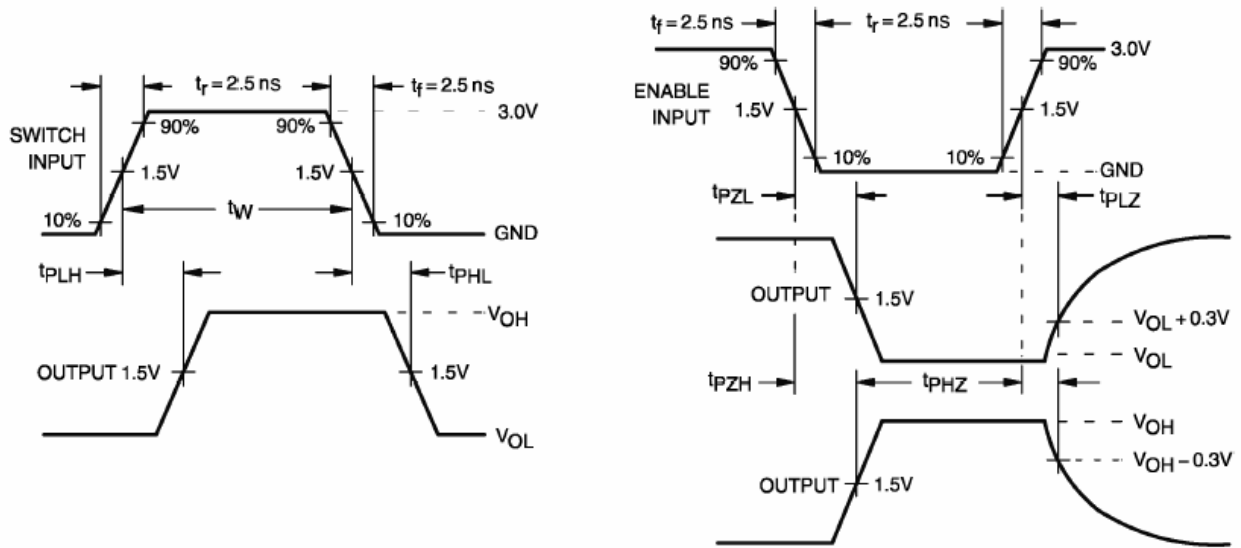 tr = 2.5 ns
tf = 2.5 ns
3.0V
SWITCH
INPUT
90%
90%
1.5V
1.5V
10%
tW
10%
GND
tPLH
tPHL
VOH
OUTPUT 1.5V
1.5V
VOL
tf = 2.5 ns
tr = 2.5 ns
3.0V
90%
90%
ENABLE
INPUT
1.5V
1.5V
10%
10%
GND
tPZL
tPLZ
OUTPUT
1.5V
VOL + 0.3V
VOL
tPZH
tPHZ
VOH
VOH − 0.3V
OUTPUT
1.5V